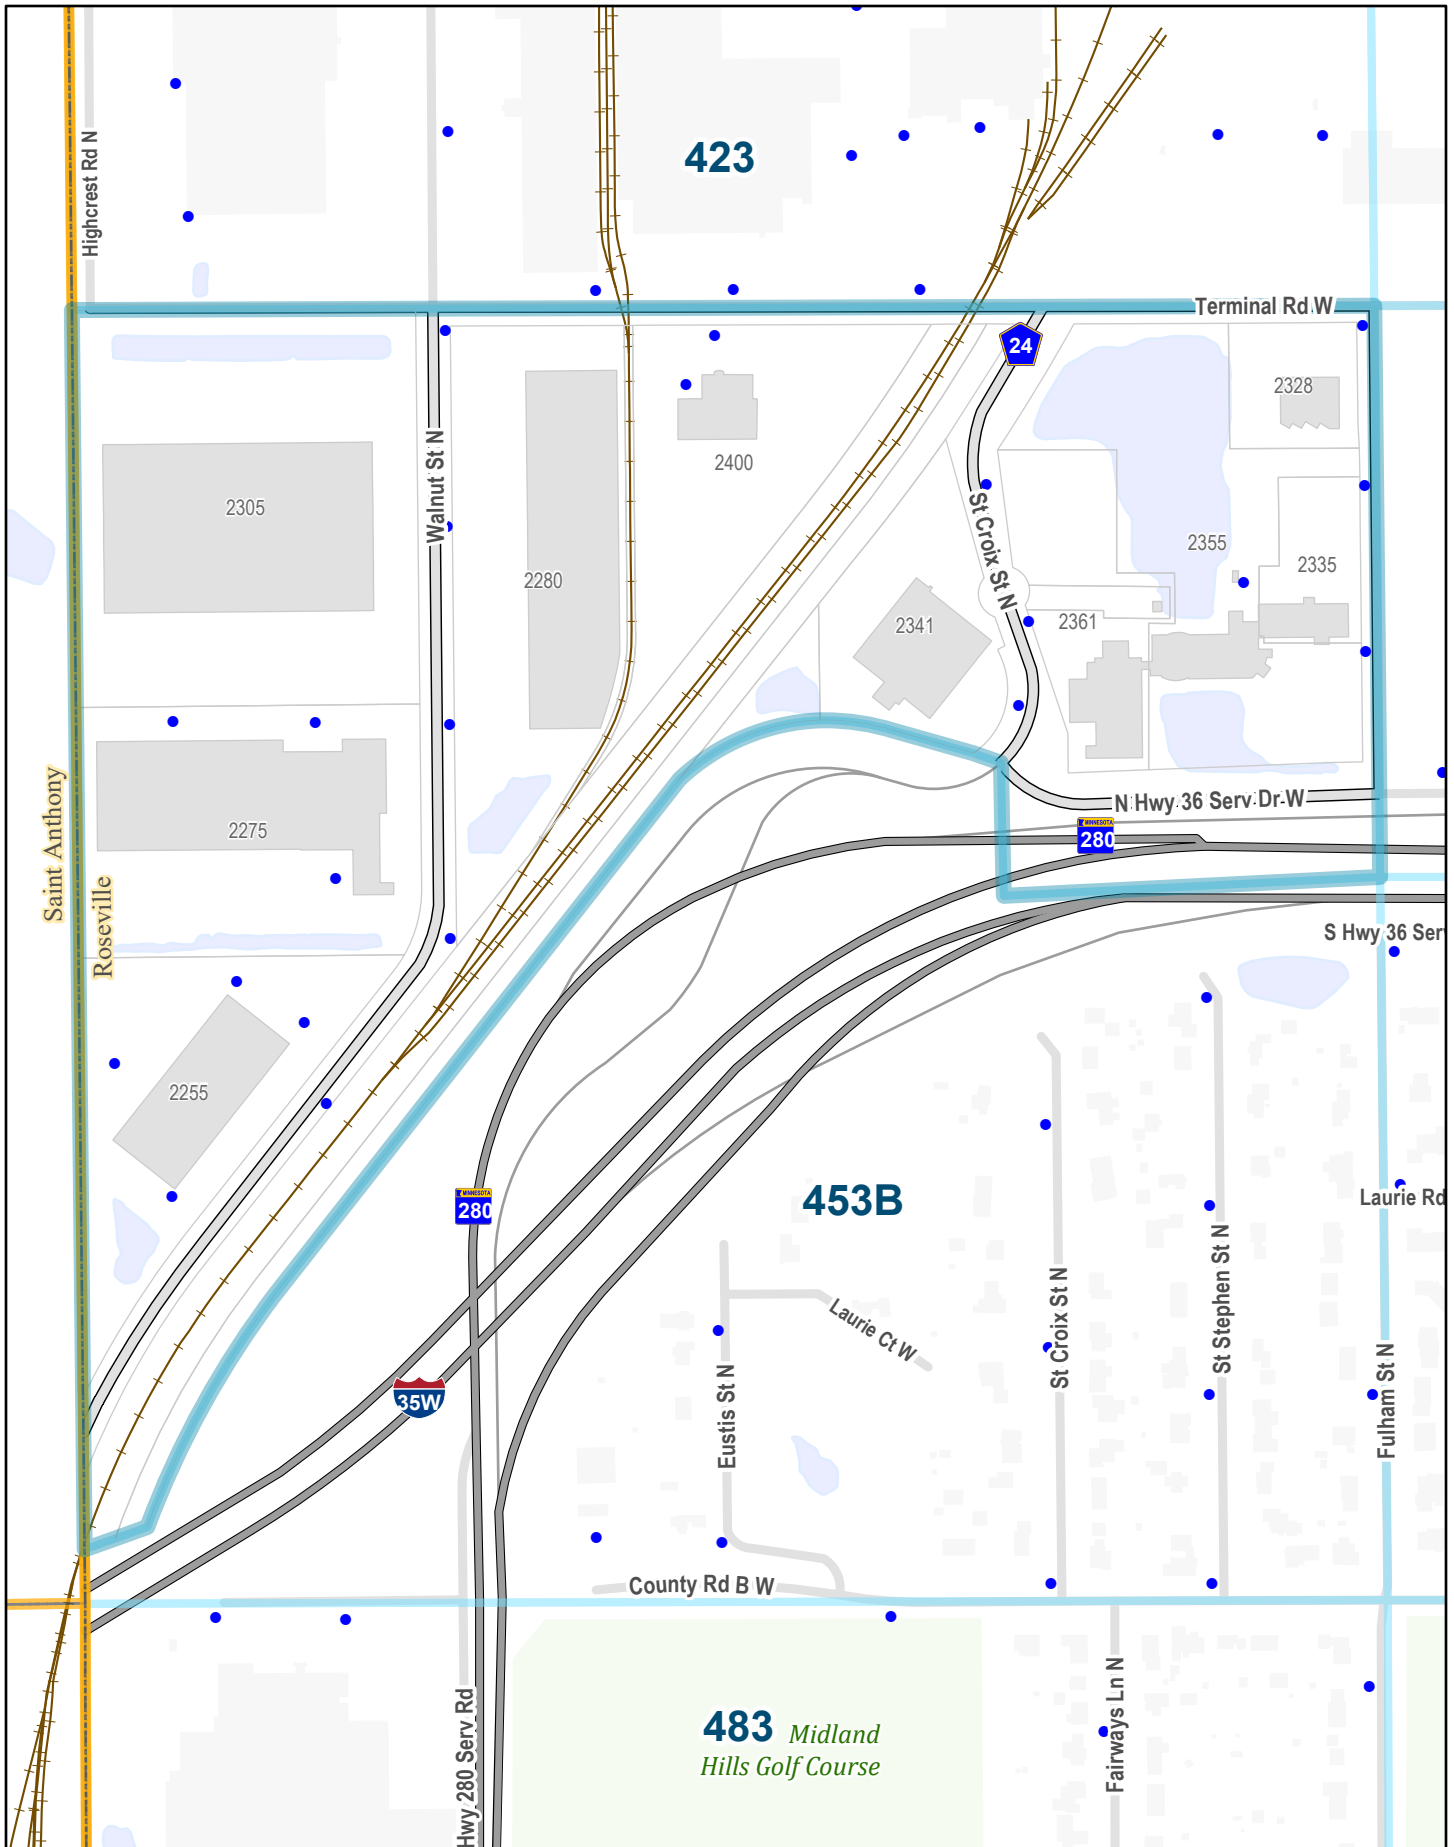 423
Highcrest Rd N
Terminal Rd W
24
2328
2400
Walnut St N
2305
St Croix St N
2355
2335
2280
2341
2361
Saint Anthony
Roseville
N Hwy 36 Serv Dr W
MINNESOTA
280
2275
S Hwy 36 Ser
2255
MINNESOTA
280
453B
Laurie Rd
St Croix St N
St Stephen St N
Laurie Ct W
Eustis St N
Fulham St N
35W
County Rd B W
Hwy 280 Serv Rd
Fairways Ln N
483
Midland
Hills Golf Course